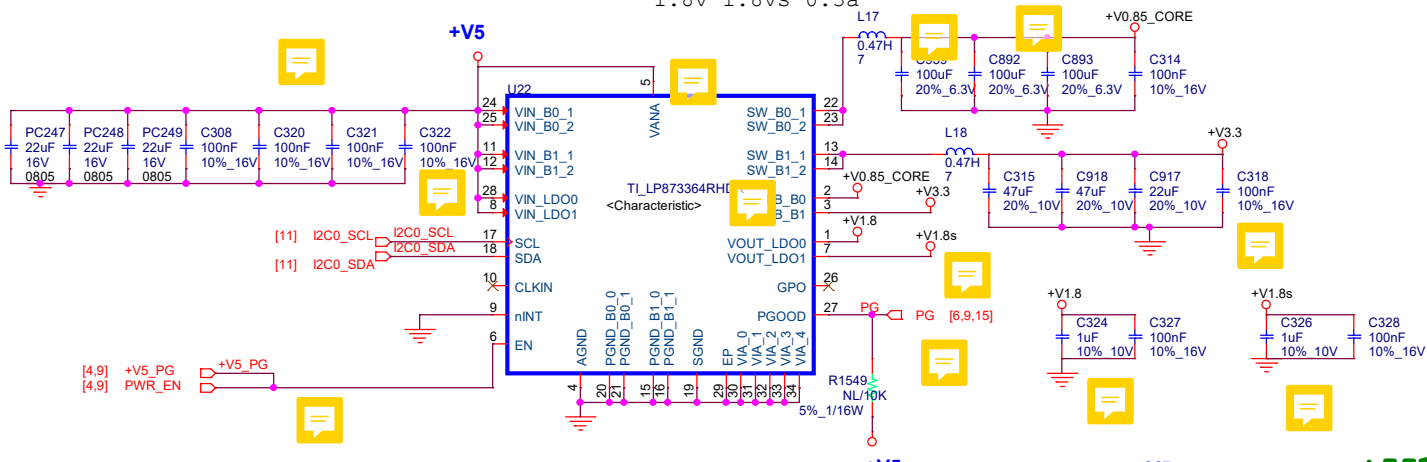 1.8v 1.8vs 0.5a
+V5
L17
0.47H
7
+V0.85_CORE
100uF
20%_6.3V
C892
100uF
20%_6.3V
C893
100uF
20%_6.3V
C314
100nF
10%_16V
PC247
22uF
16V
0805
PC248
22uF
16V
0805
PC249
22uF
16V
0805
C308
100nF
10%_16V
C320
100nF
10%_16V
C321
100nF
10%_16V
C322
100nF
10%_16V
U22
5
VANA
24 VIN_B0_1
25 VIN_B0_2
11 VIN_B1_1
12 VIN_B1_2
28 VIN_LDO0
8 VIN_LDO1
17 SCL
18 SDA
10 CLKIN
9 nINT
6 EN
TI_LP873364RHD
<Characteristic>
SW_B0_1 22
SW_B0_2 23
SW_B1_1 13
SW_B1_2 14
B_B0 2
B_B1 3
VOUT_LDO0 1
VOUT_LDO1 7
GPO 26
PGOOD 27
AGND 4
PGND_B0_0 20
PGND_B0_1 21
PGND_B1_0 15
PGND_B1_1 16
SGND 19
EP 29
VIA_0 30
VIA_1 31
VIA_2 32
VIA_3 33
VIA_4 34
[11] I2C0_SCL I2C0_SCL
[11] I2C0_SDA I2C0_SDA
[4,9] +V5_PG +V5_PG
[4,9] PWR_EN
L18
0.47H
7
+V3.3
+V0.85_CORE
+V3.3
+V1.8
+V1.8s
C315
47uF
20%_10V
C918
47uF
20%_10V
C917
22uF
20%_10V
C318
100nF
10%_16V
PG PG [6,9,15]
R1549
NL/10K
5%_1/16W
+V1.8
C324
1uF
10%_10V
C327
100nF
10%_16V
+V1.8s
C326
1uF
10%_10V
C328
100nF
10%_16V
+V5